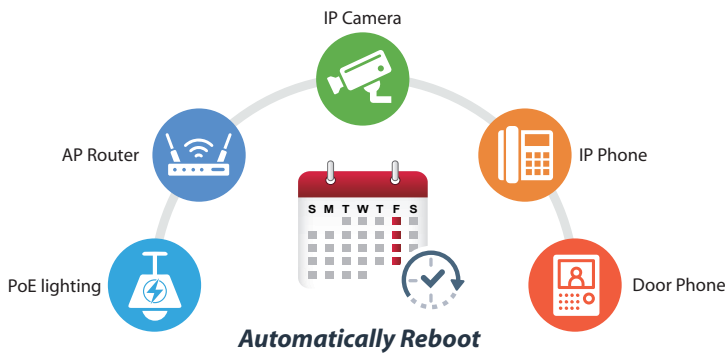 IP Camera
AP Router
IP Phone
S M T W T F S
PoE lighting
Door Phone
Automatically Reboot